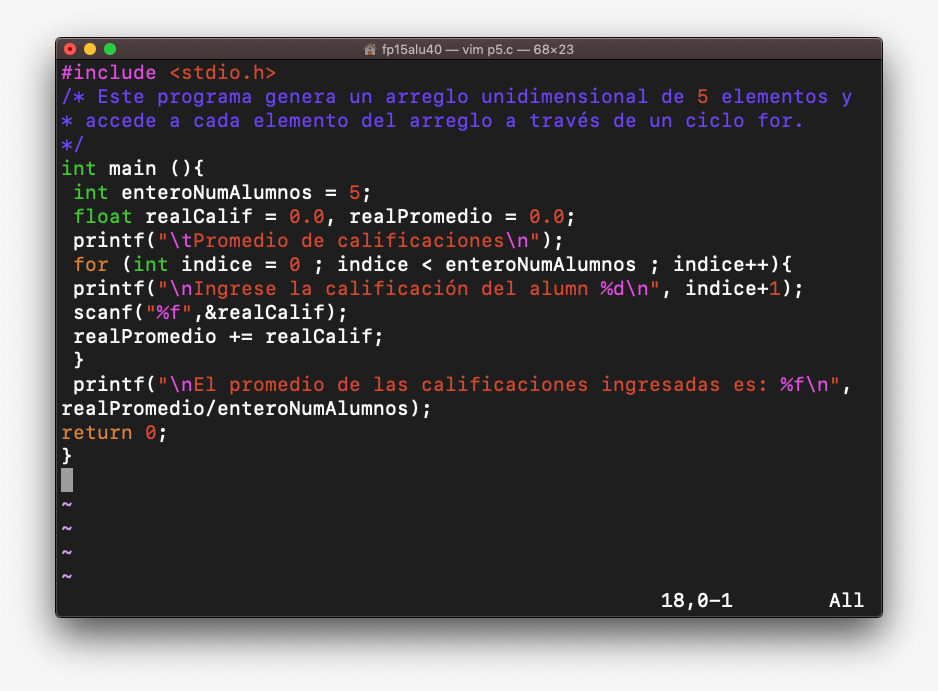 fp15alu40 — vim p5.c — 68×23
#include <stdio.h>
/* Este programa genera un arreglo unidimensional de 5 elementos y
* accede a cada elemento del arreglo a través de un ciclo for.
*/
int main (){
 int enteroNumAlumnos = 5;
 float realCalif = 0.0, realPromedio = 0.0;
 printf("\tPromedio de calificaciones\n");
 for (int indice = 0 ; indice < enteroNumAlumnos ; indice++){
 printf("\nIngrese la calificación del alumn %d\n", indice+1);
 scanf("%f",&realCalif);
 realPromedio += realCalif;
 }
 printf("\nEl promedio de las calificaciones ingresadas es: %f\n",
realPromedio/enteroNumAlumnos);
return 0;
}
~
~
~
~
18,0-1 All